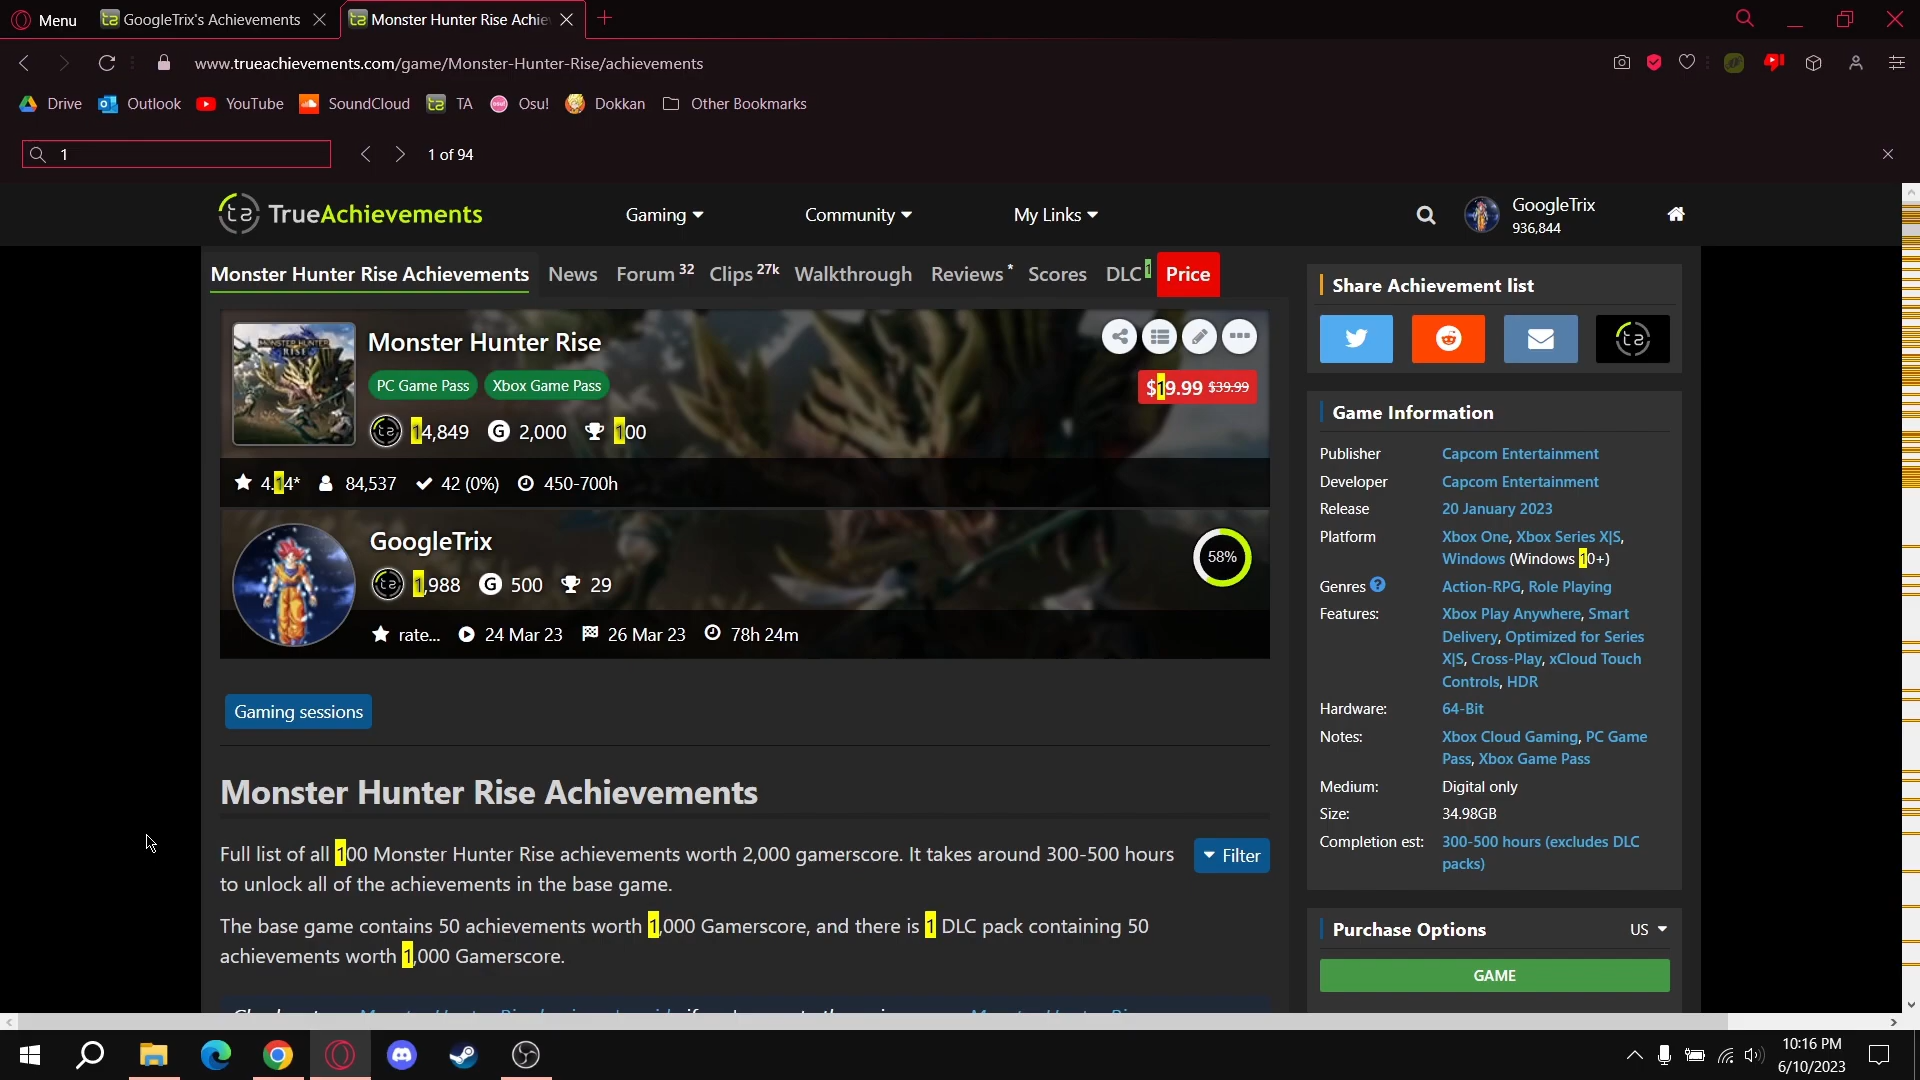 Menu
GoogleTrix's Achievements
Monster Hunter Rise Achie
www.trueachievements.com/game/Monster-Hunter-Rise/achievements
Drive Outlook YouTube SoundCloud TA Osu! Dokkan Other Bookmarks
1
1 of 94
TrueAchievements
Gaming
Community
My Links
GoogleTrix
936,844
Monster Hunter Rise Achievements News Forum 32 Clips 27k Walkthrough Reviews * Scores DLC 1 Price
Monster Hunter Rise
PC Game Pass Xbox Game Pass
$19.99 $39.99
14,849 G 2,000 100
4.14* 84,537 42 (0%) 450-700h
GoogleTrix
1,988 G 500 29
58%
rate... 24 Mar 23 26 Mar 23 78h 24m
Gaming sessions
Monster Hunter Rise Achievements
Full list of all 100 Monster Hunter Rise achievements worth 2,000 gamerscore. It takes around 300-500 hours
to unlock all of the achievements in the base game.
Filter
The base game contains 50 achievements worth 1,000 Gamerscore, and there is 1 DLC pack containing 50
achievements worth 1,000 Gamerscore.
Share Achievement list
Game Information
Publisher Capcom Entertainment
Developer Capcom Entertainment
Release 20 January 2023
Platform Xbox One, Xbox Series X|S,
Windows (Windows 10+)
Genres ? Action-RPG, Role Playing
Features: Xbox Play Anywhere, Smart
Delivery, Optimized for Series
X|S, Cross-Play, xCloud Touch
Controls, HDR
Hardware: 64-Bit
Notes: Xbox Cloud Gaming, PC Game
Pass, Xbox Game Pass
Medium: Digital only
Size: 34.98GB
Completion est: 300-500 hours (excludes DLC
packs)
Purchase Options US
GAME
10:16 PM
6/10/2023